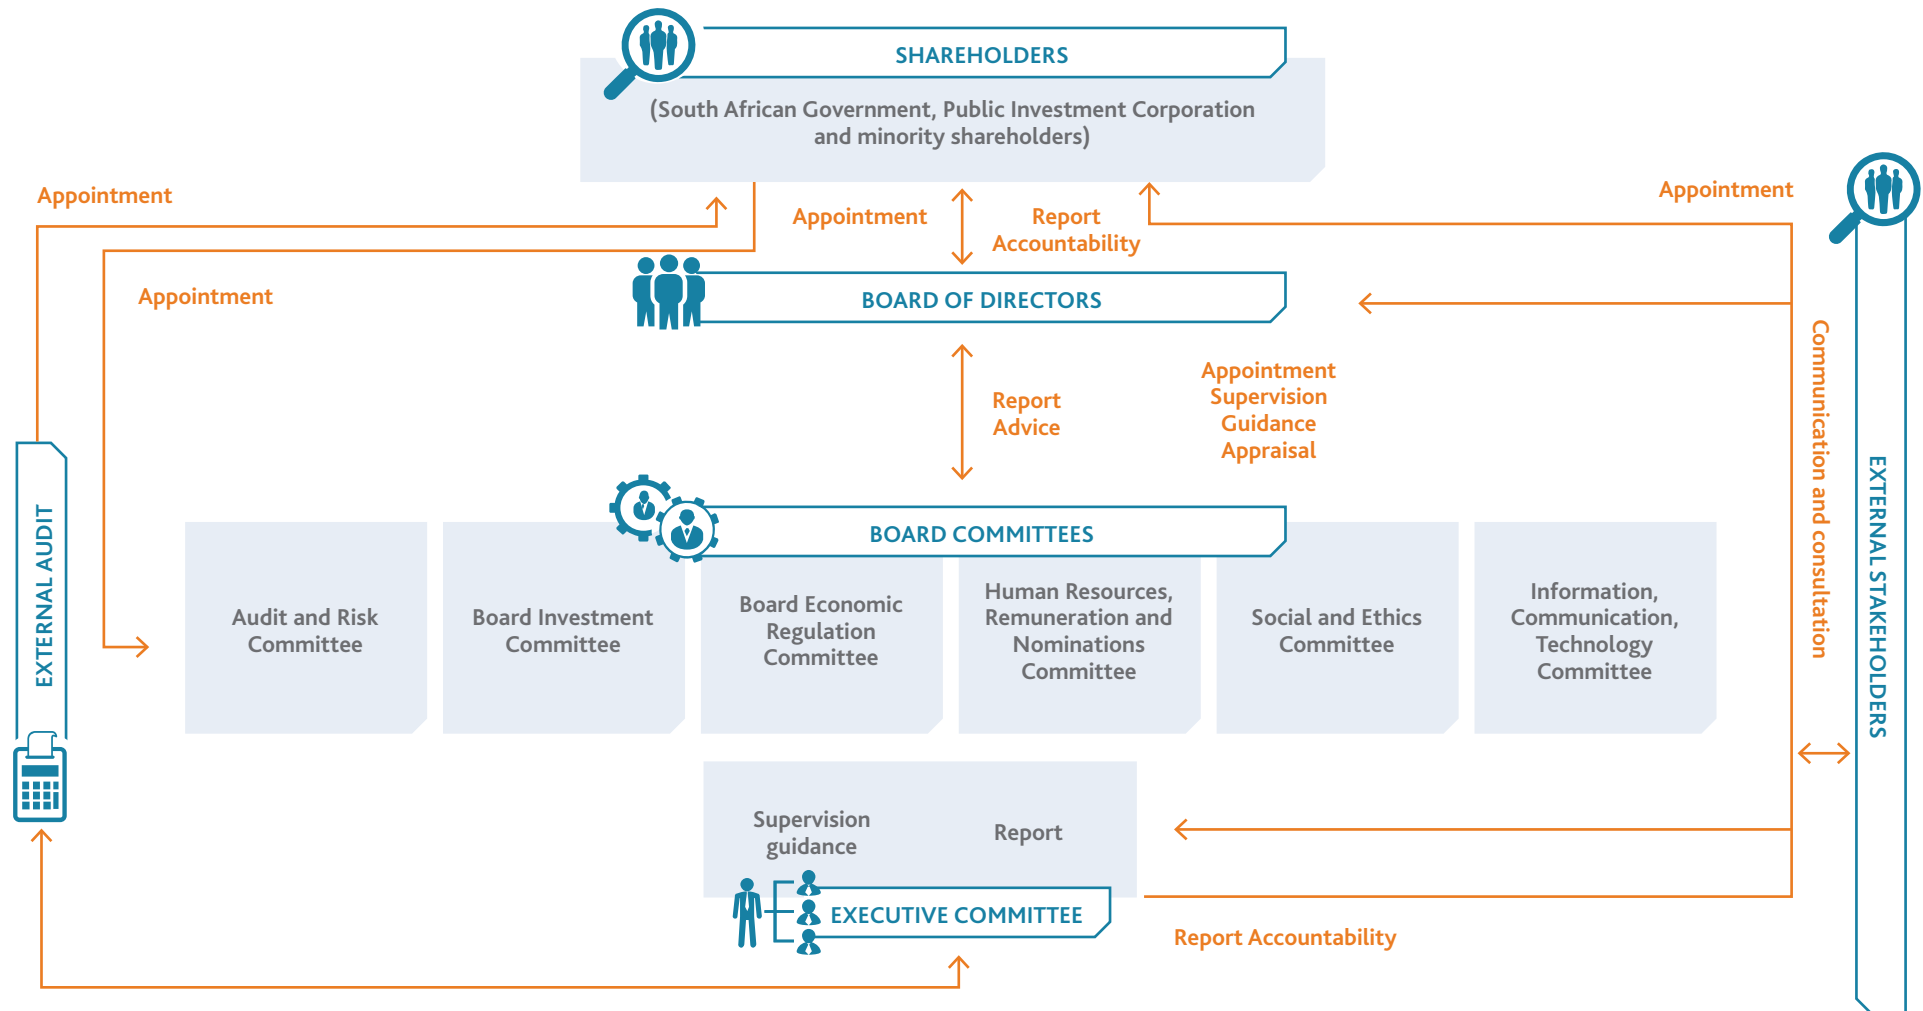 SHAREHOLDERS
(South African Government, Public Investment Corporation
and minority shareholders)
Appointment
Appointment
Appointment
Report
Accountability
Appointment
BOARD OF DIRECTORS
Report
Advice
Appointment
Supervision
Guidance
Appraisal
Communication and consultation
EXTERNAL STAKEHOLDERS
EXTERNAL AUDIT
BOARD COMMITTEES
Audit and Risk
Committee
Board Investment
Committee
Board Economic
Regulation
Committee
Human Resources,
Remuneration and
Nominations
Committee
Social and Ethics
Committee
Information,
Communication,
Technology
Committee
Supervision
guidance
Report
EXECUTIVE COMMITTEE
Report Accountability